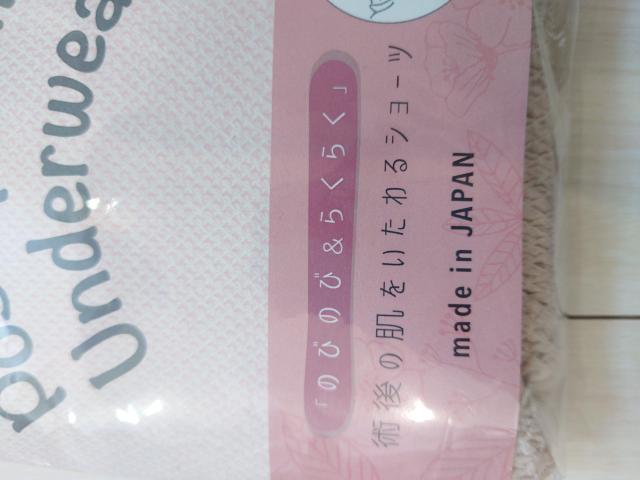 Underwea
「のびのび&らくらく」
術後の肌をいたわるショーツ
made in JAPAN